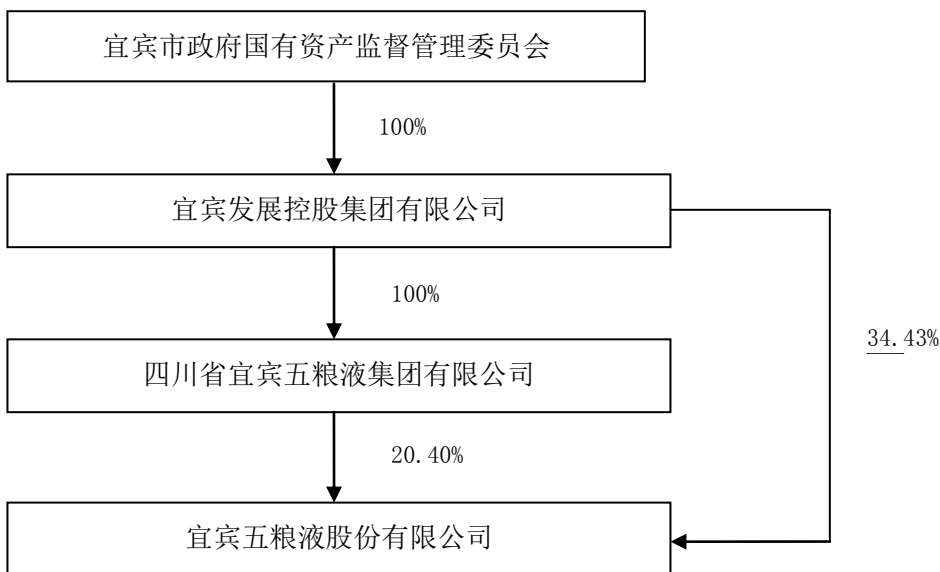 宜宾市政府国有资产监督管理委员会
100%
宜宾发展控股集团有限公司
100%
34.43%
四川省宜宾五粮液集团有限公司
20.40%
宜宾五粮液股份有限公司